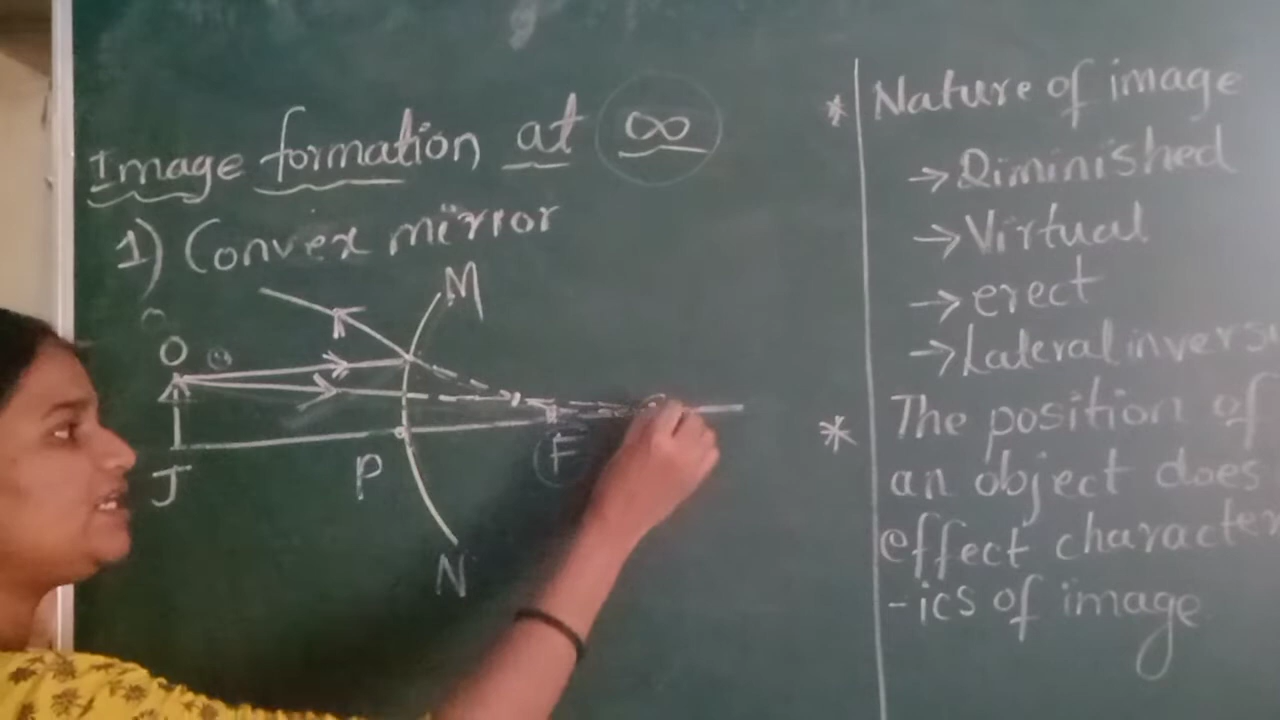 Image formation at ∞
1) Convex mirror
M
O
J
P
F
N
* Nature of image
→ Diminished
→ Virtual
→ erect
→ Lateral inversi
* The position of
an object does
effect character
-ics of image